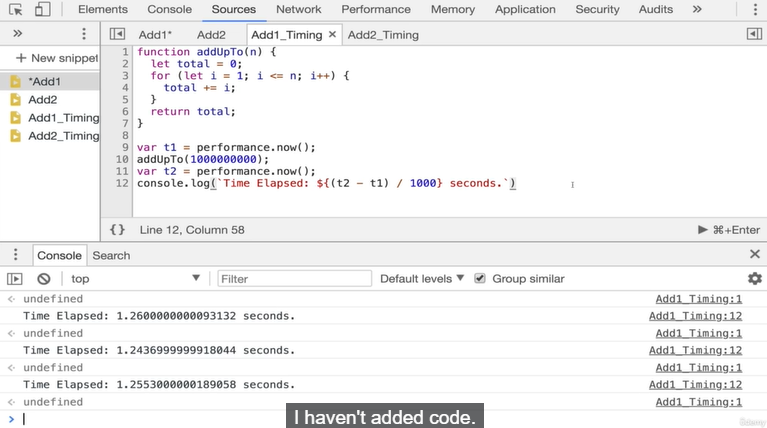 Elements Console Sources Network Performance Memory Application Security Audits »
» Add1* Add2 Add1_Timing × Add2_Timing
+ New snippet
*Add1
Add2
Add1_Timing
Add2_Timing
1 function addUpTo(n) {
2 let total = 0;
3 for (let i = 1; i <= n; i++) {
4 total += i;
5 }
6 return total;
7 }
8
9 var t1 = performance.now();
10 addUpTo(1000000000);
11 var t2 = performance.now();
12 console.log(`Time Elapsed: ${(t2 - t1) / 1000} seconds.`)
{} Line 12, Column 58 ⌘+Enter
Console Search
top Filter Default levels Group similar
undefined Add1_Timing:1
Time Elapsed: 1.2600000000093132 seconds. Add1_Timing:12
undefined Add1_Timing:1
Time Elapsed: 1.2436999999918044 seconds. Add1_Timing:12
undefined Add1_Timing:1
Time Elapsed: 1.2553000000189058 seconds. Add1_Timing:12
undefined Add1_Timing:1
I haven't added code.
Udemy